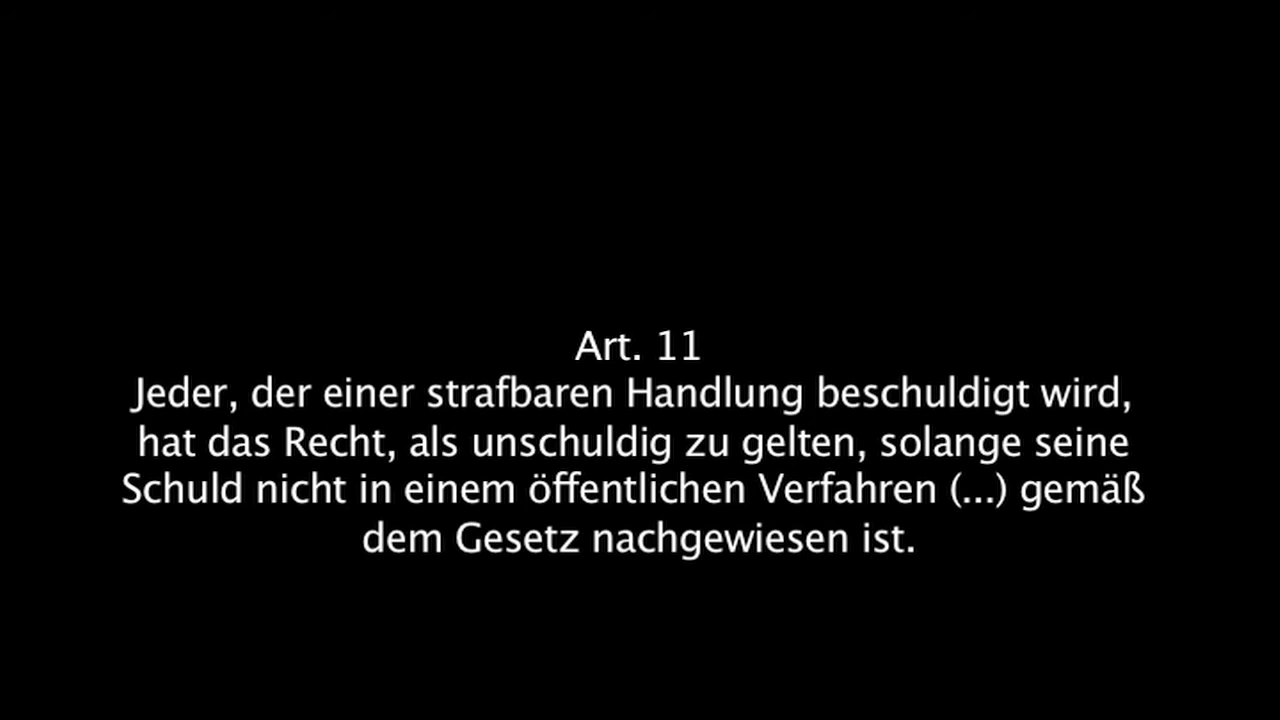 Art. 11
Jeder, der einer strafbaren Handlung beschuldigt wird,
hat das Recht, als unschuldig zu gelten, solange seine
Schuld nicht in einem öffentlichen Verfahren (...) gemäß
dem Gesetz nachgewiesen ist.